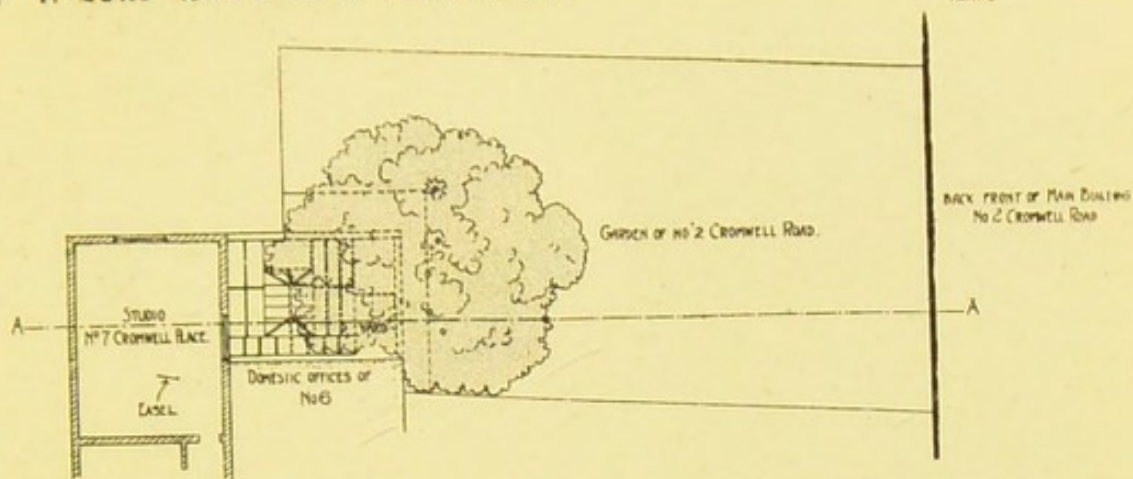 BACK FRONT OF MAIN BUILDING
No 2 CROMWELL ROAD
GARDEN OF No 2 CROMWELL ROAD.
A
STUDIO
No 7 CROMWELL PLACE.
YARD
A
DOMESTIC OFFICES OF
No 6
EASEL